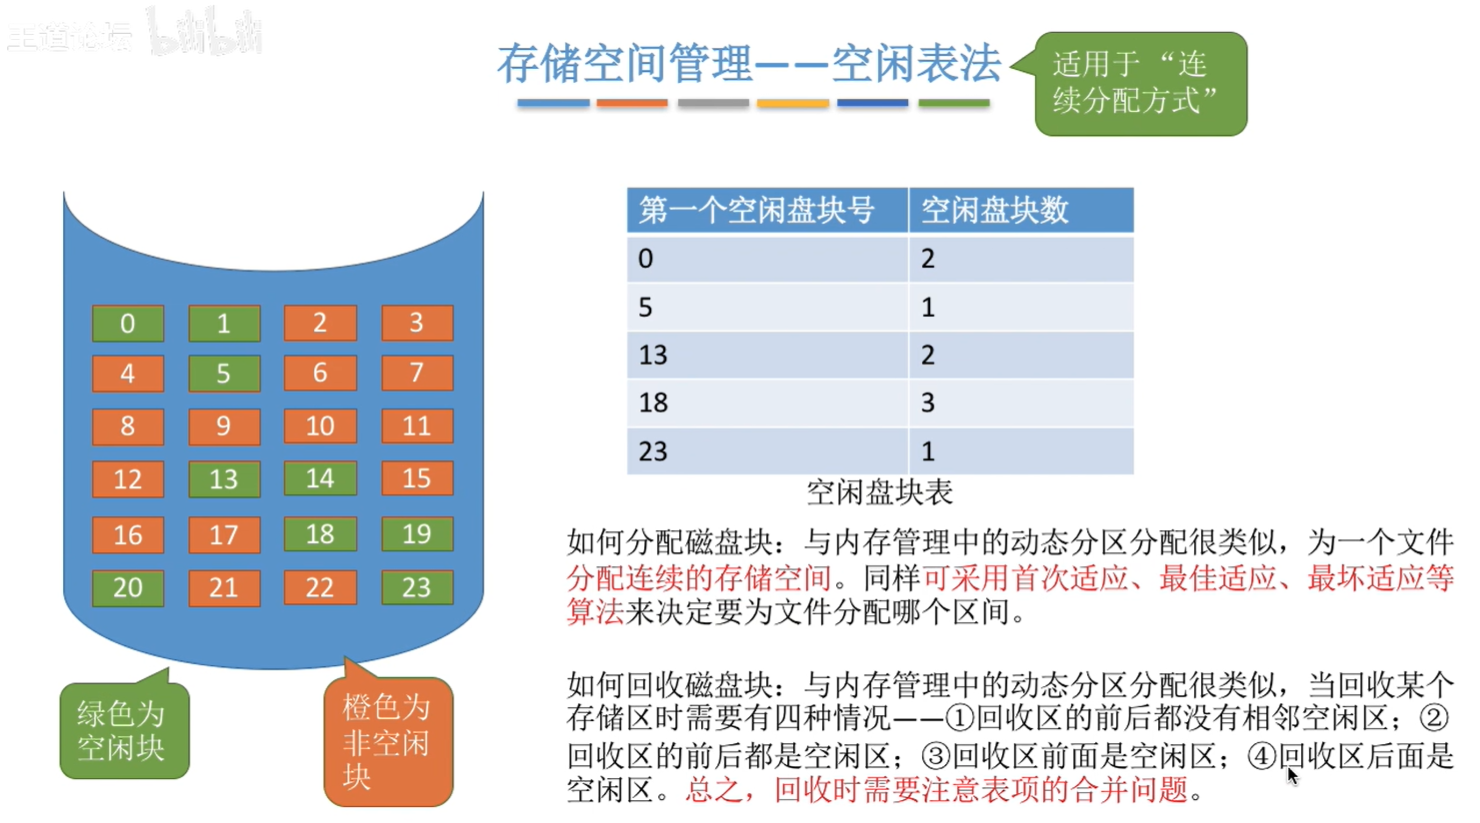 王道论坛 bilibili
存储空间管理——空闲表法
适用于 “连
续分配方式”
第一个空闲盘块号 空闲盘块数
0 2
5 1
13 2
18 3
23 1
空闲盘块表
0 1 2 3
4 5 6 7
8 9 10 11
12 13 14 15
16 17 18 19
20 21 22 23
绿色为
空闲块
橙色为
非空闲
块
如何分配磁盘块：与内存管理中的动态分区分配很类似，为一个文件
分配连续的存储空间。同样可采用首次适应、最佳适应、最坏适应等
算法来决定要为文件分配哪个区间。
如何回收磁盘块：与内存管理中的动态分区分配很类似，当回收某个
存储区时需要有四种情况——①回收区的前后都没有相邻空闲区；②
回收区的前后都是空闲区；③回收区前面是空闲区；④回收区后面是
空闲区。总之，回收时需要注意表项的合并问题。